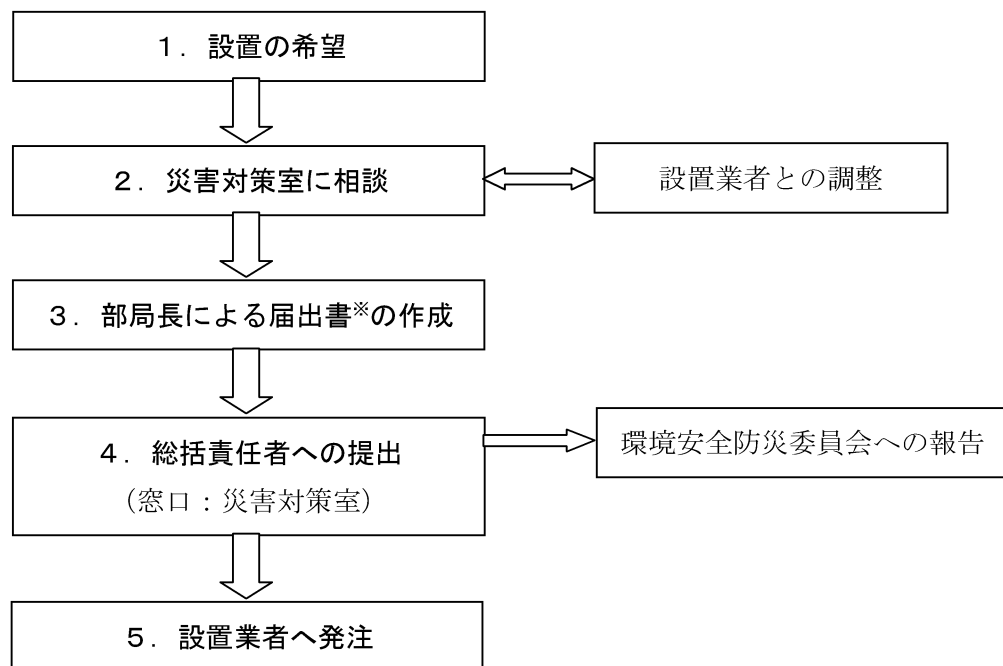 １．設置の希望
２．災害対策室に相談
設置業者との調整
３．部局長による届出書※の作成
４．総括責任者への提出
（窓口：災害対策室）
環境安全防災委員会への報告
５．設置業者へ発注